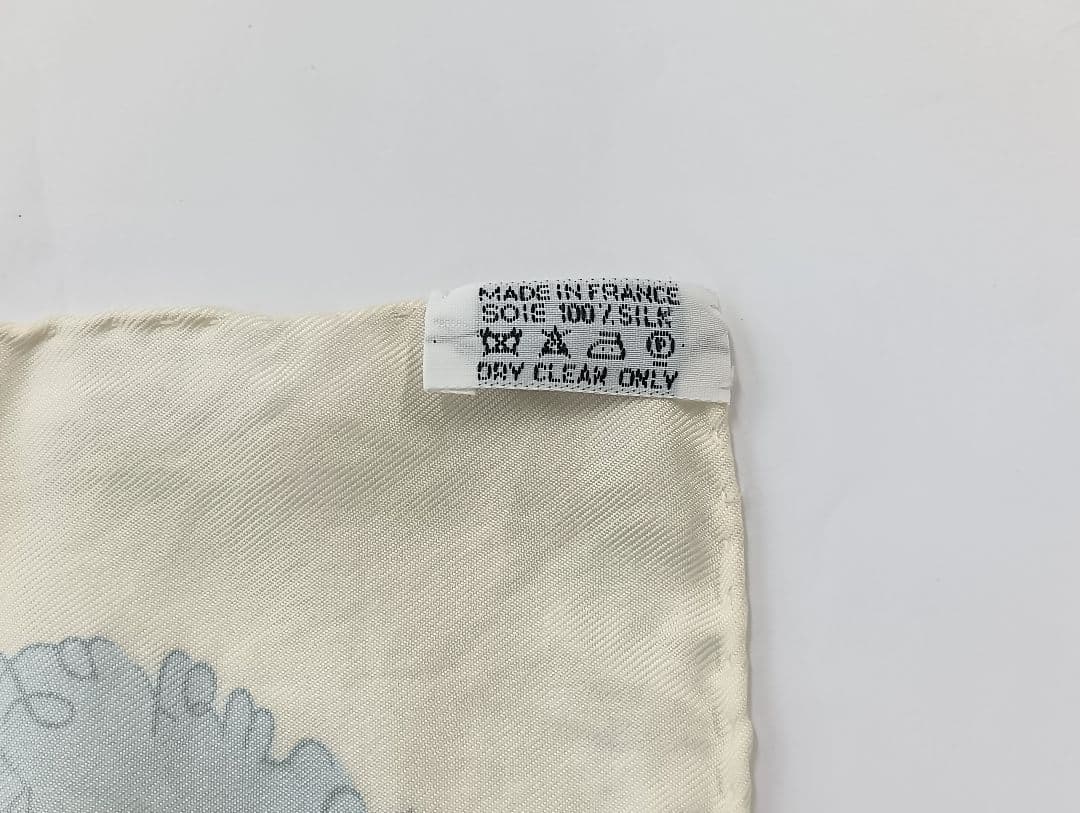 MADE IN FRANCE
SOIE 100% SILK
DRY CLEAN ONLY